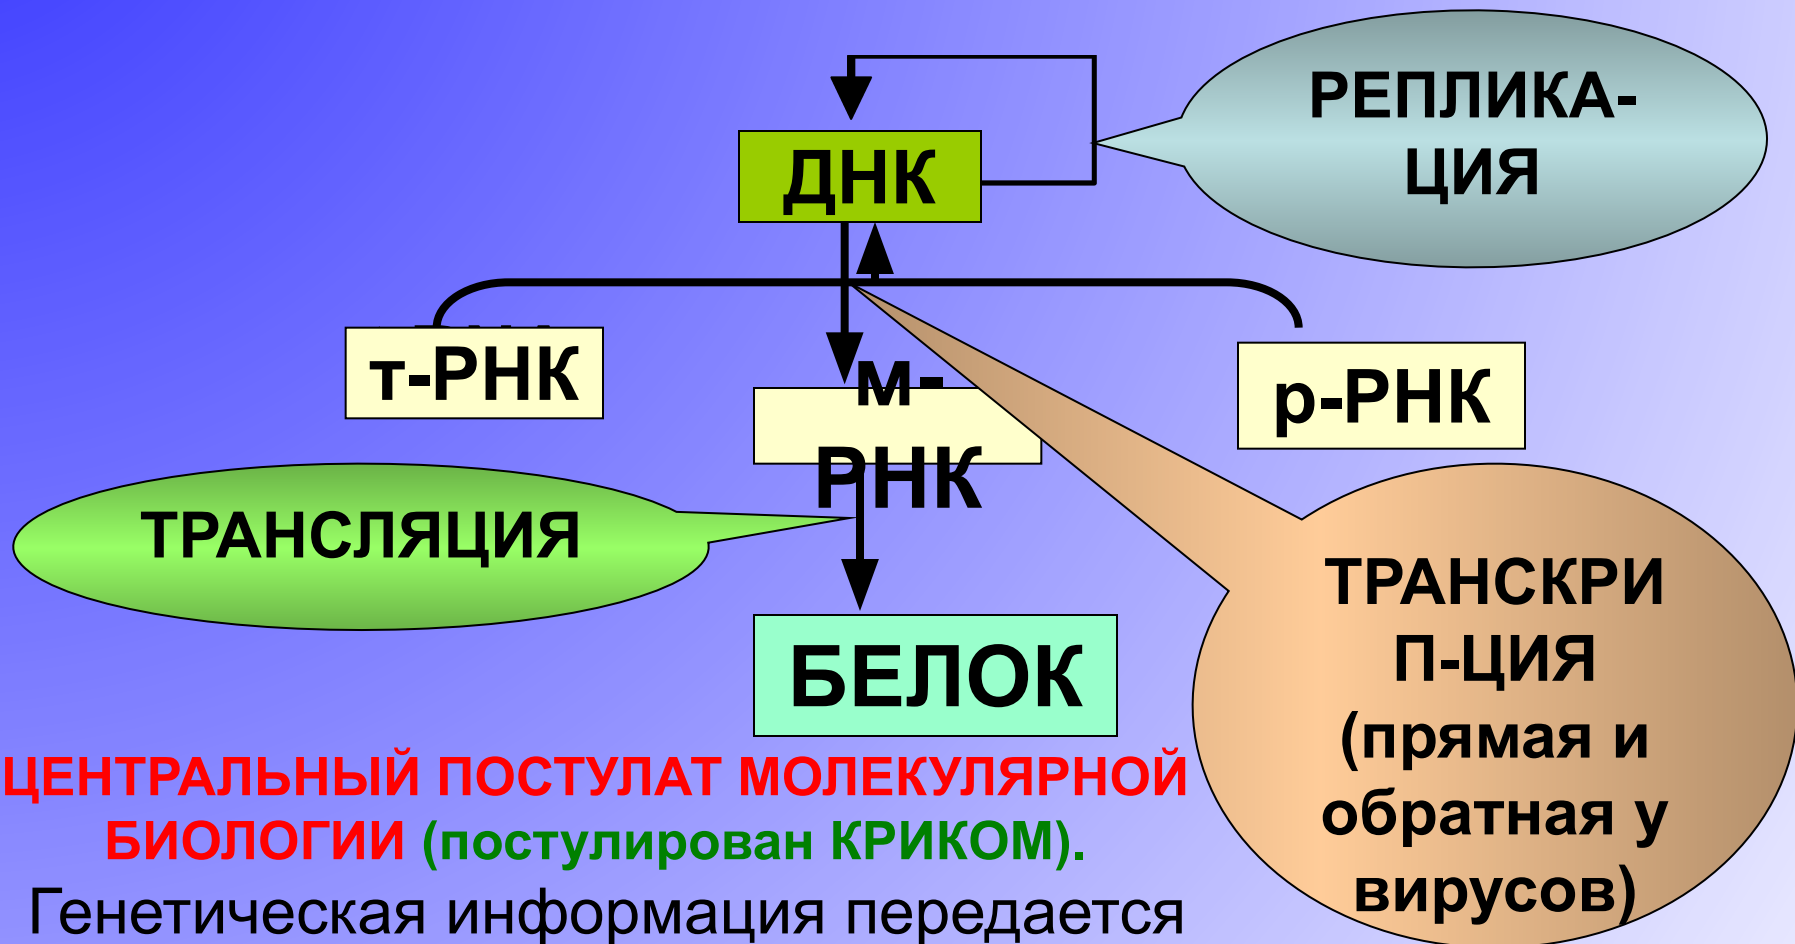 РЕПЛИКА-
ЦИЯ
ДНК
т-РНК
м-
РНК
р-РНК
ТРАНСЛЯЦИЯ
ТРАНСКРИ
П-ЦИЯ
(прямая и
обратная у
вирусов)
БЕЛОК
ЦЕНТРАЛЬНЫЙ ПОСТУЛАТ МОЛЕКУЛЯРНОЙ
БИОЛОГИИ (постулирован КРИКОМ).
Генетическая информация передается